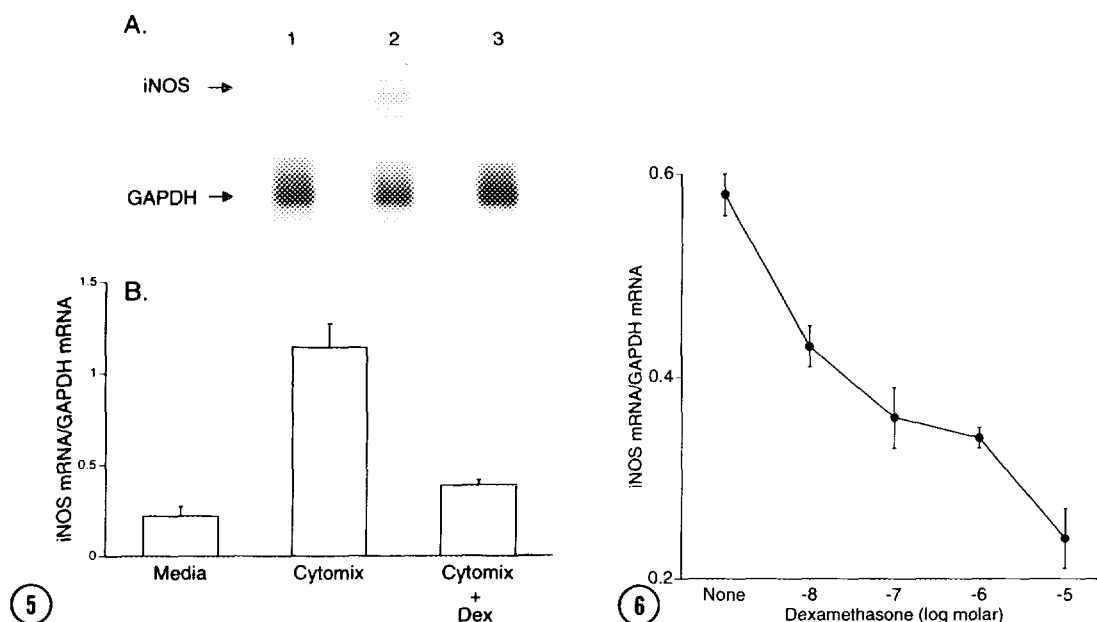 A.
1 2 3
iNOS →
GAPDH →
B.
iNOS mRNA/GAPDH mRNA
1.5
1
0.5
0
Media Cytomix Cytomix
+
Dex
5
iNOS mRNA/GAPDH mRNA
0.6
0.4
0.2
None -8 -7 -6 -5
Dexamethasone (log molar)
6